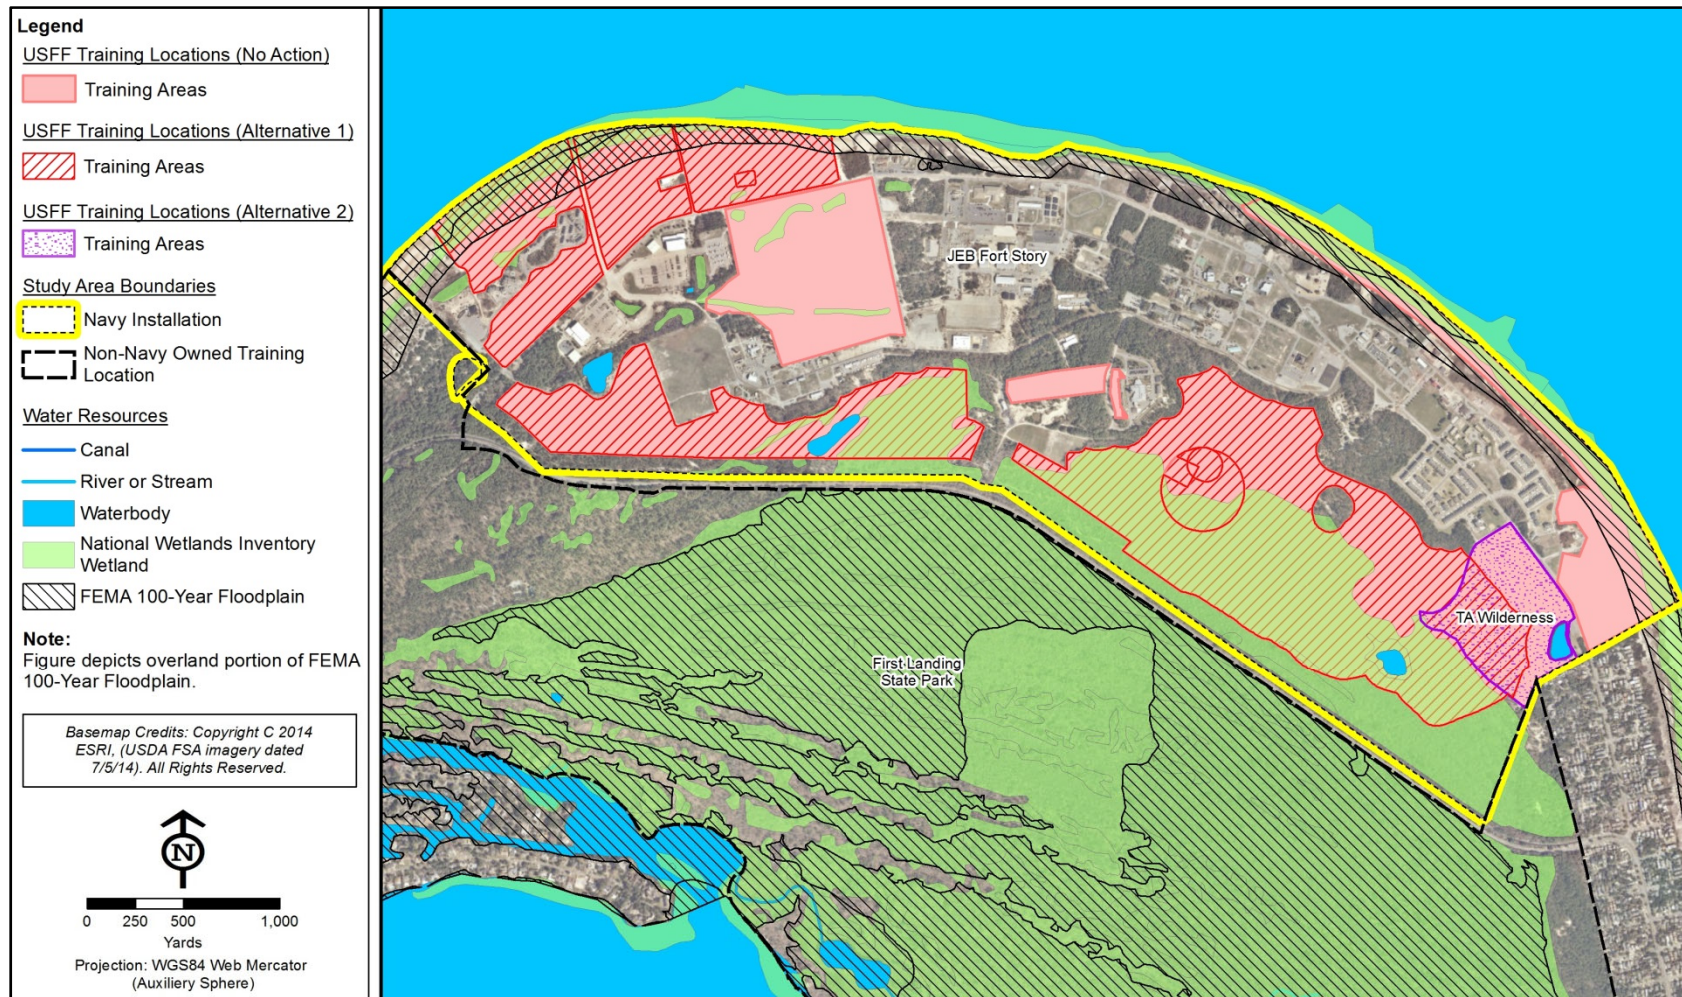 Legend
USFF Training Locations (No Action)
Training Areas
USFF Training Locations (Alternative 1)
Training Areas
USFF Training Locations (Alternative 2)
Training Areas
Study Area Boundaries
Navy Installation
Non-Navy Owned Training
Location
Water Resources
Canal
River or Stream
Waterbody
National Wetlands Inventory
Wetland
FEMA 100-Year Floodplain
Note:
Figure depicts overland portion of FEMA
100-Year Floodplain.
Basemap Credits: Copyright C 2014
ESRI, (USDA FSA imagery dated
7/5/14). All Rights Reserved.
N
0 250 500 1,000
Yards
Projection: WGS84 Web Mercator
(Auxiliery Sphere)
JEB Fort Story
TA Wilderness
First Landing
State Park